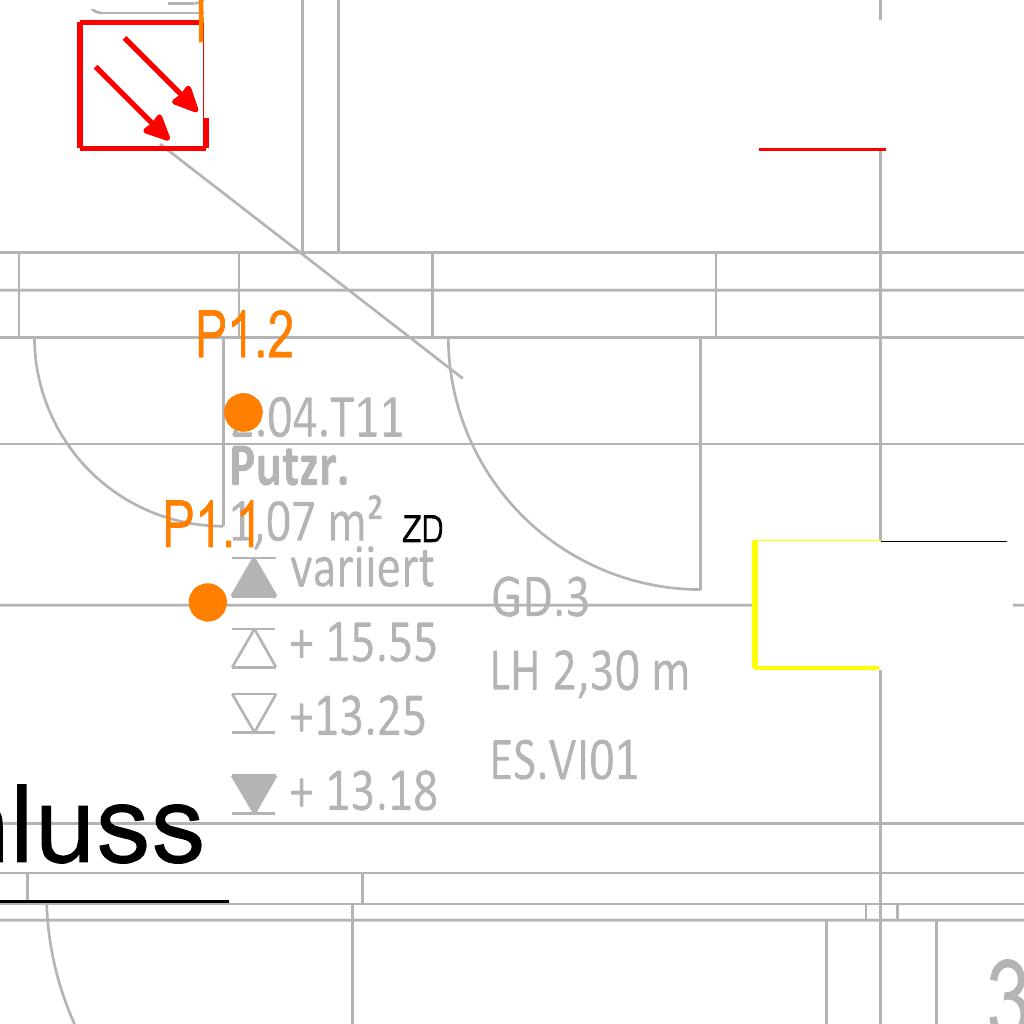 P1.2
.04.T11
Putzr.
P1.1
1,07 m²
ZD
variiert
GD.3
+ 15.55
LH 2,30 m
+13.25
ES.VI01
+ 13.18
luss
3